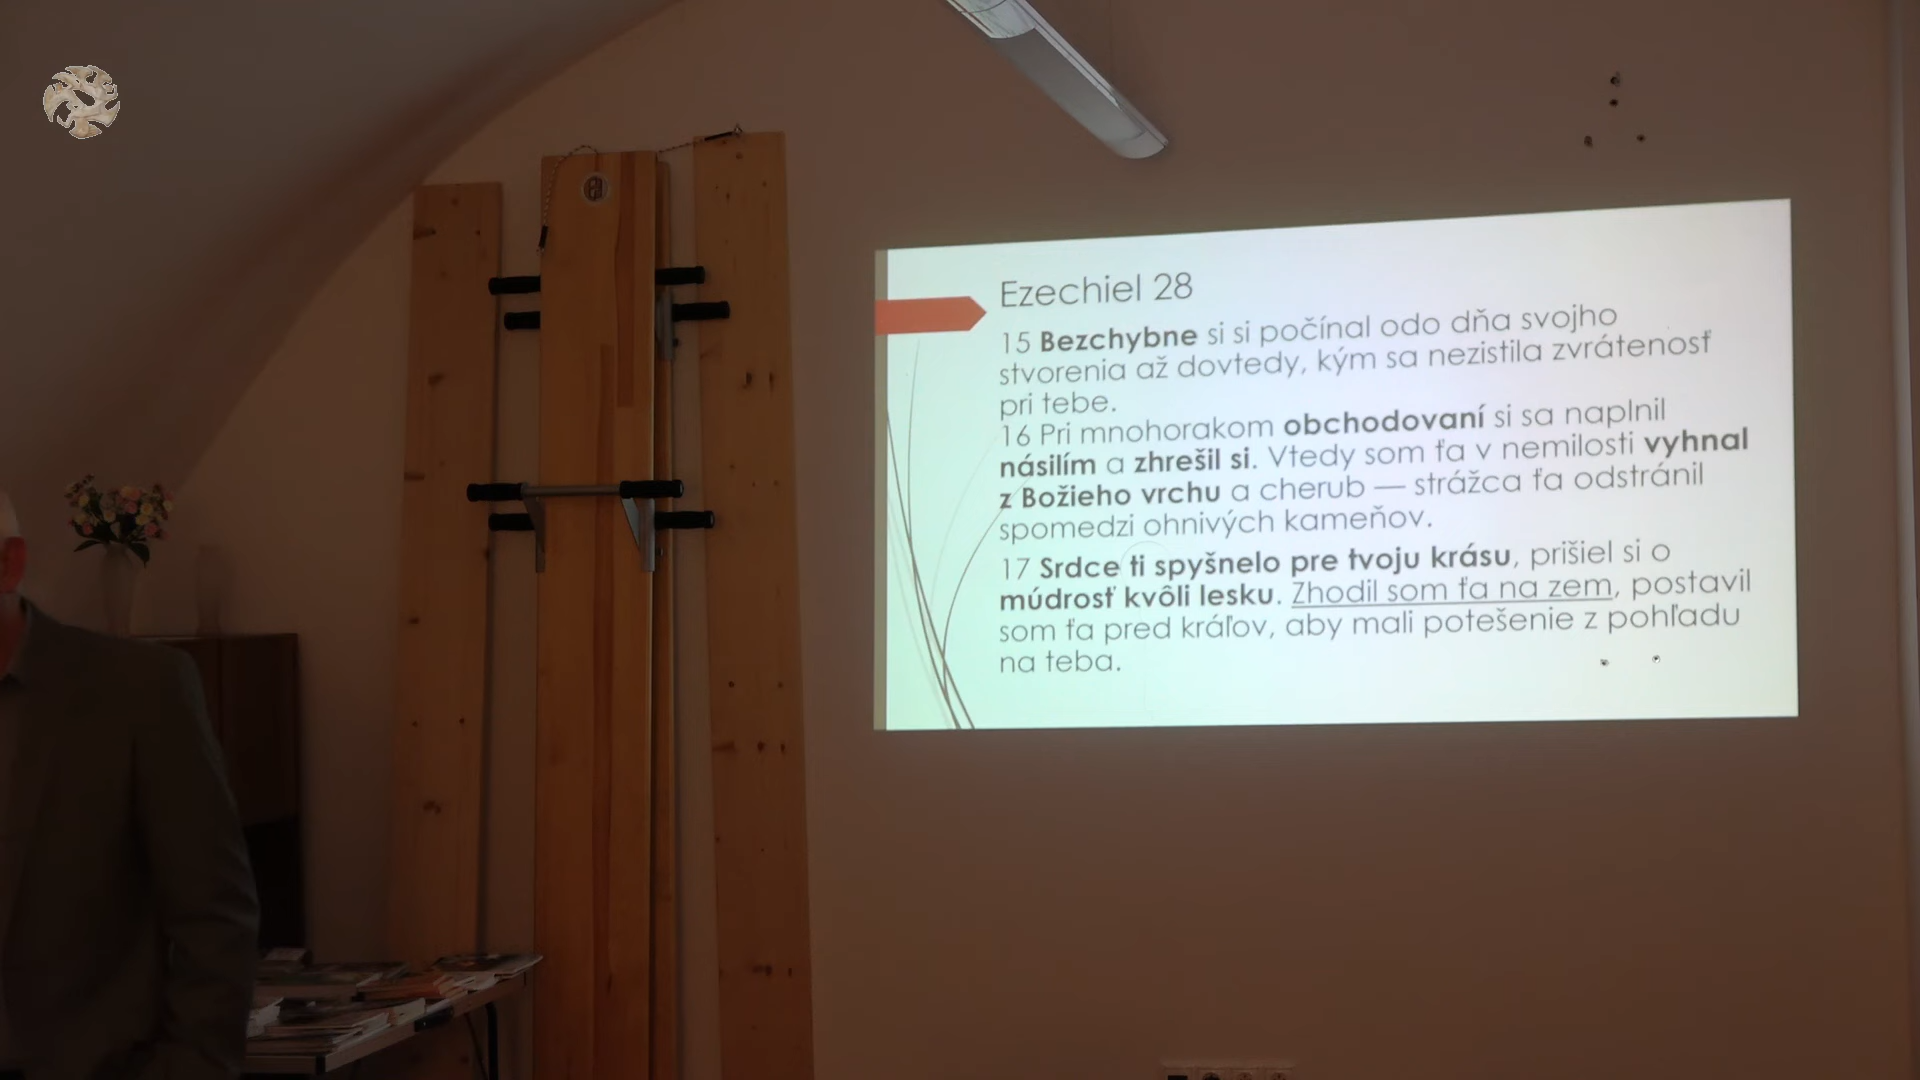 Ezechiel 28
15 Bezchybne si si počínal odo dňa svojho
stvorenia až dovtedy, kým sa nezistila zvrátenosť
pri tebe.
16 Pri mnohorakom obchodovaní si sa naplnil
násilím a zhrešil si. Vtedy som ťa v nemilosti vyhnal
z Božieho vrchu a cherub — strážca ťa odstránil
spomedzi ohnivých kameňov.
17 Srdce ti spyšnelo pre tvoju krásu, prišiel si o
múdrosť kvôli lesku. Zhodil som ťa na zem, postavil
som ťa pred kráľov, aby mali potešenie z pohľadu
na teba.